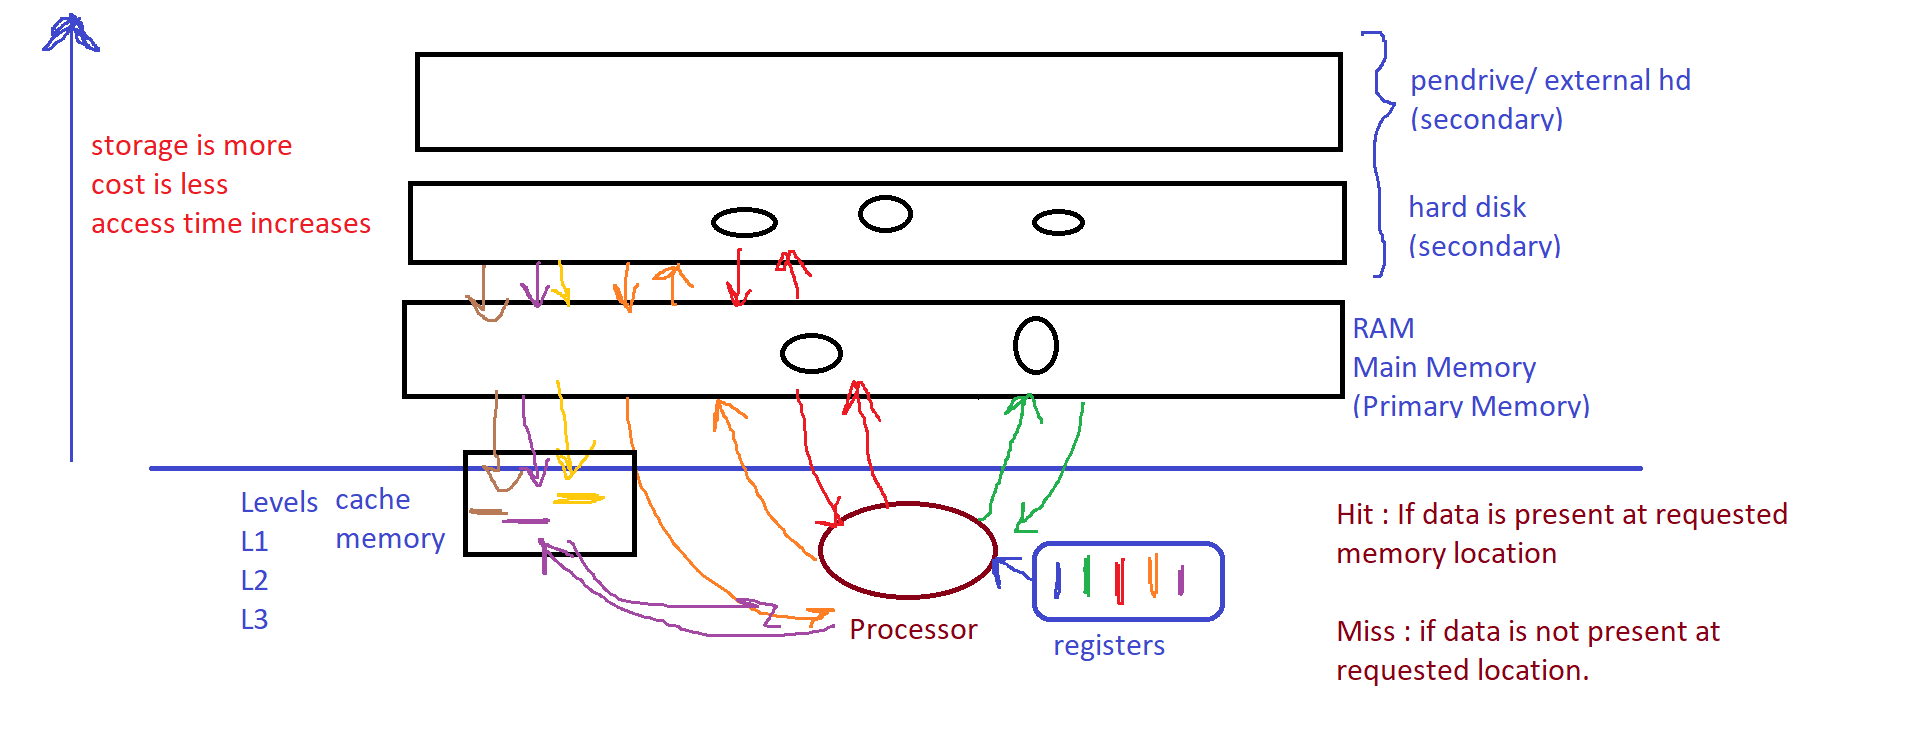 storage is more
cost is less
access time increases
pendrive/ external hd
(secondary)
hard disk
(secondary)
RAM
Main Memory
(Primary Memory)
Levels
L1
L2
L3
cache
memory
Processor
registers
Hit : If data is present at requested
memory location
Miss : if data is not present at
requested location.